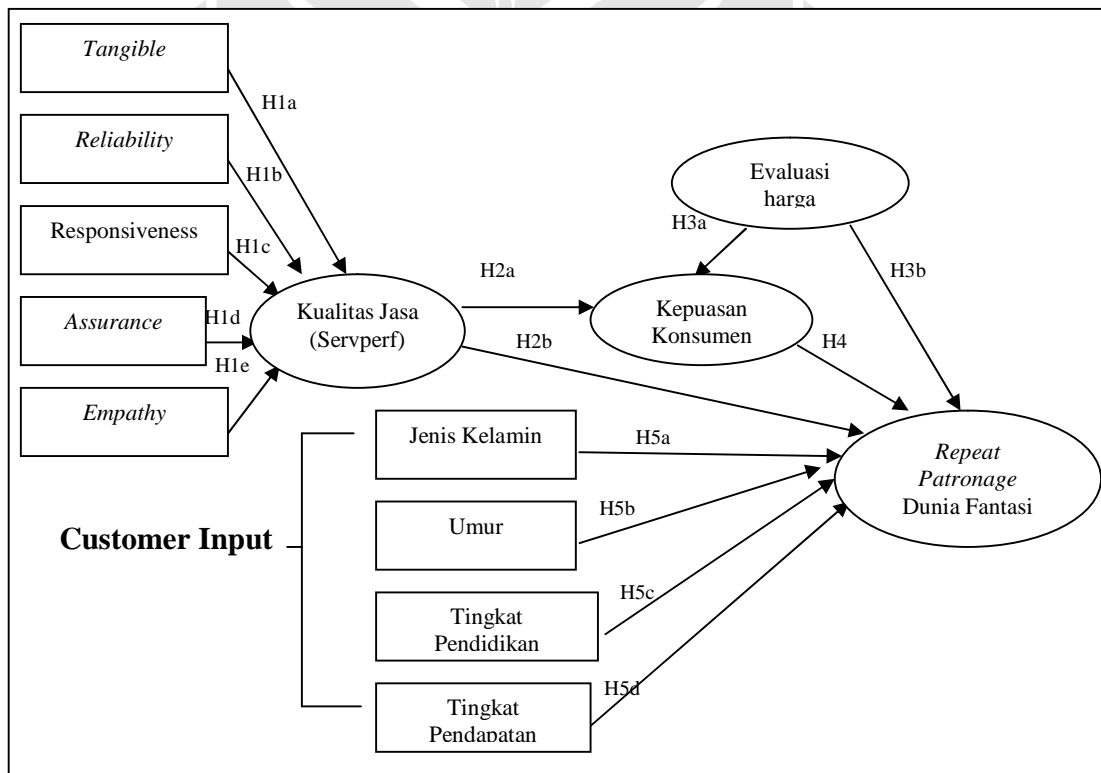 Tangible
H1a
Reliability
H1b
Evaluasi
harga
Responsiveness
H1c
H3a
H2a
H3b
Kualitas Jasa
(Servperf)
Kepuasan
Konsumen
Assurance
H1d
H2b
H4
H1e
Empathy
Jenis Kelamin
H5a
Repeat
Patronage
Dunia Fantasi
Umur
H5b
Customer Input
H5c
Tingkat
Pendidikan
H5d
Tingkat
Pendapatan